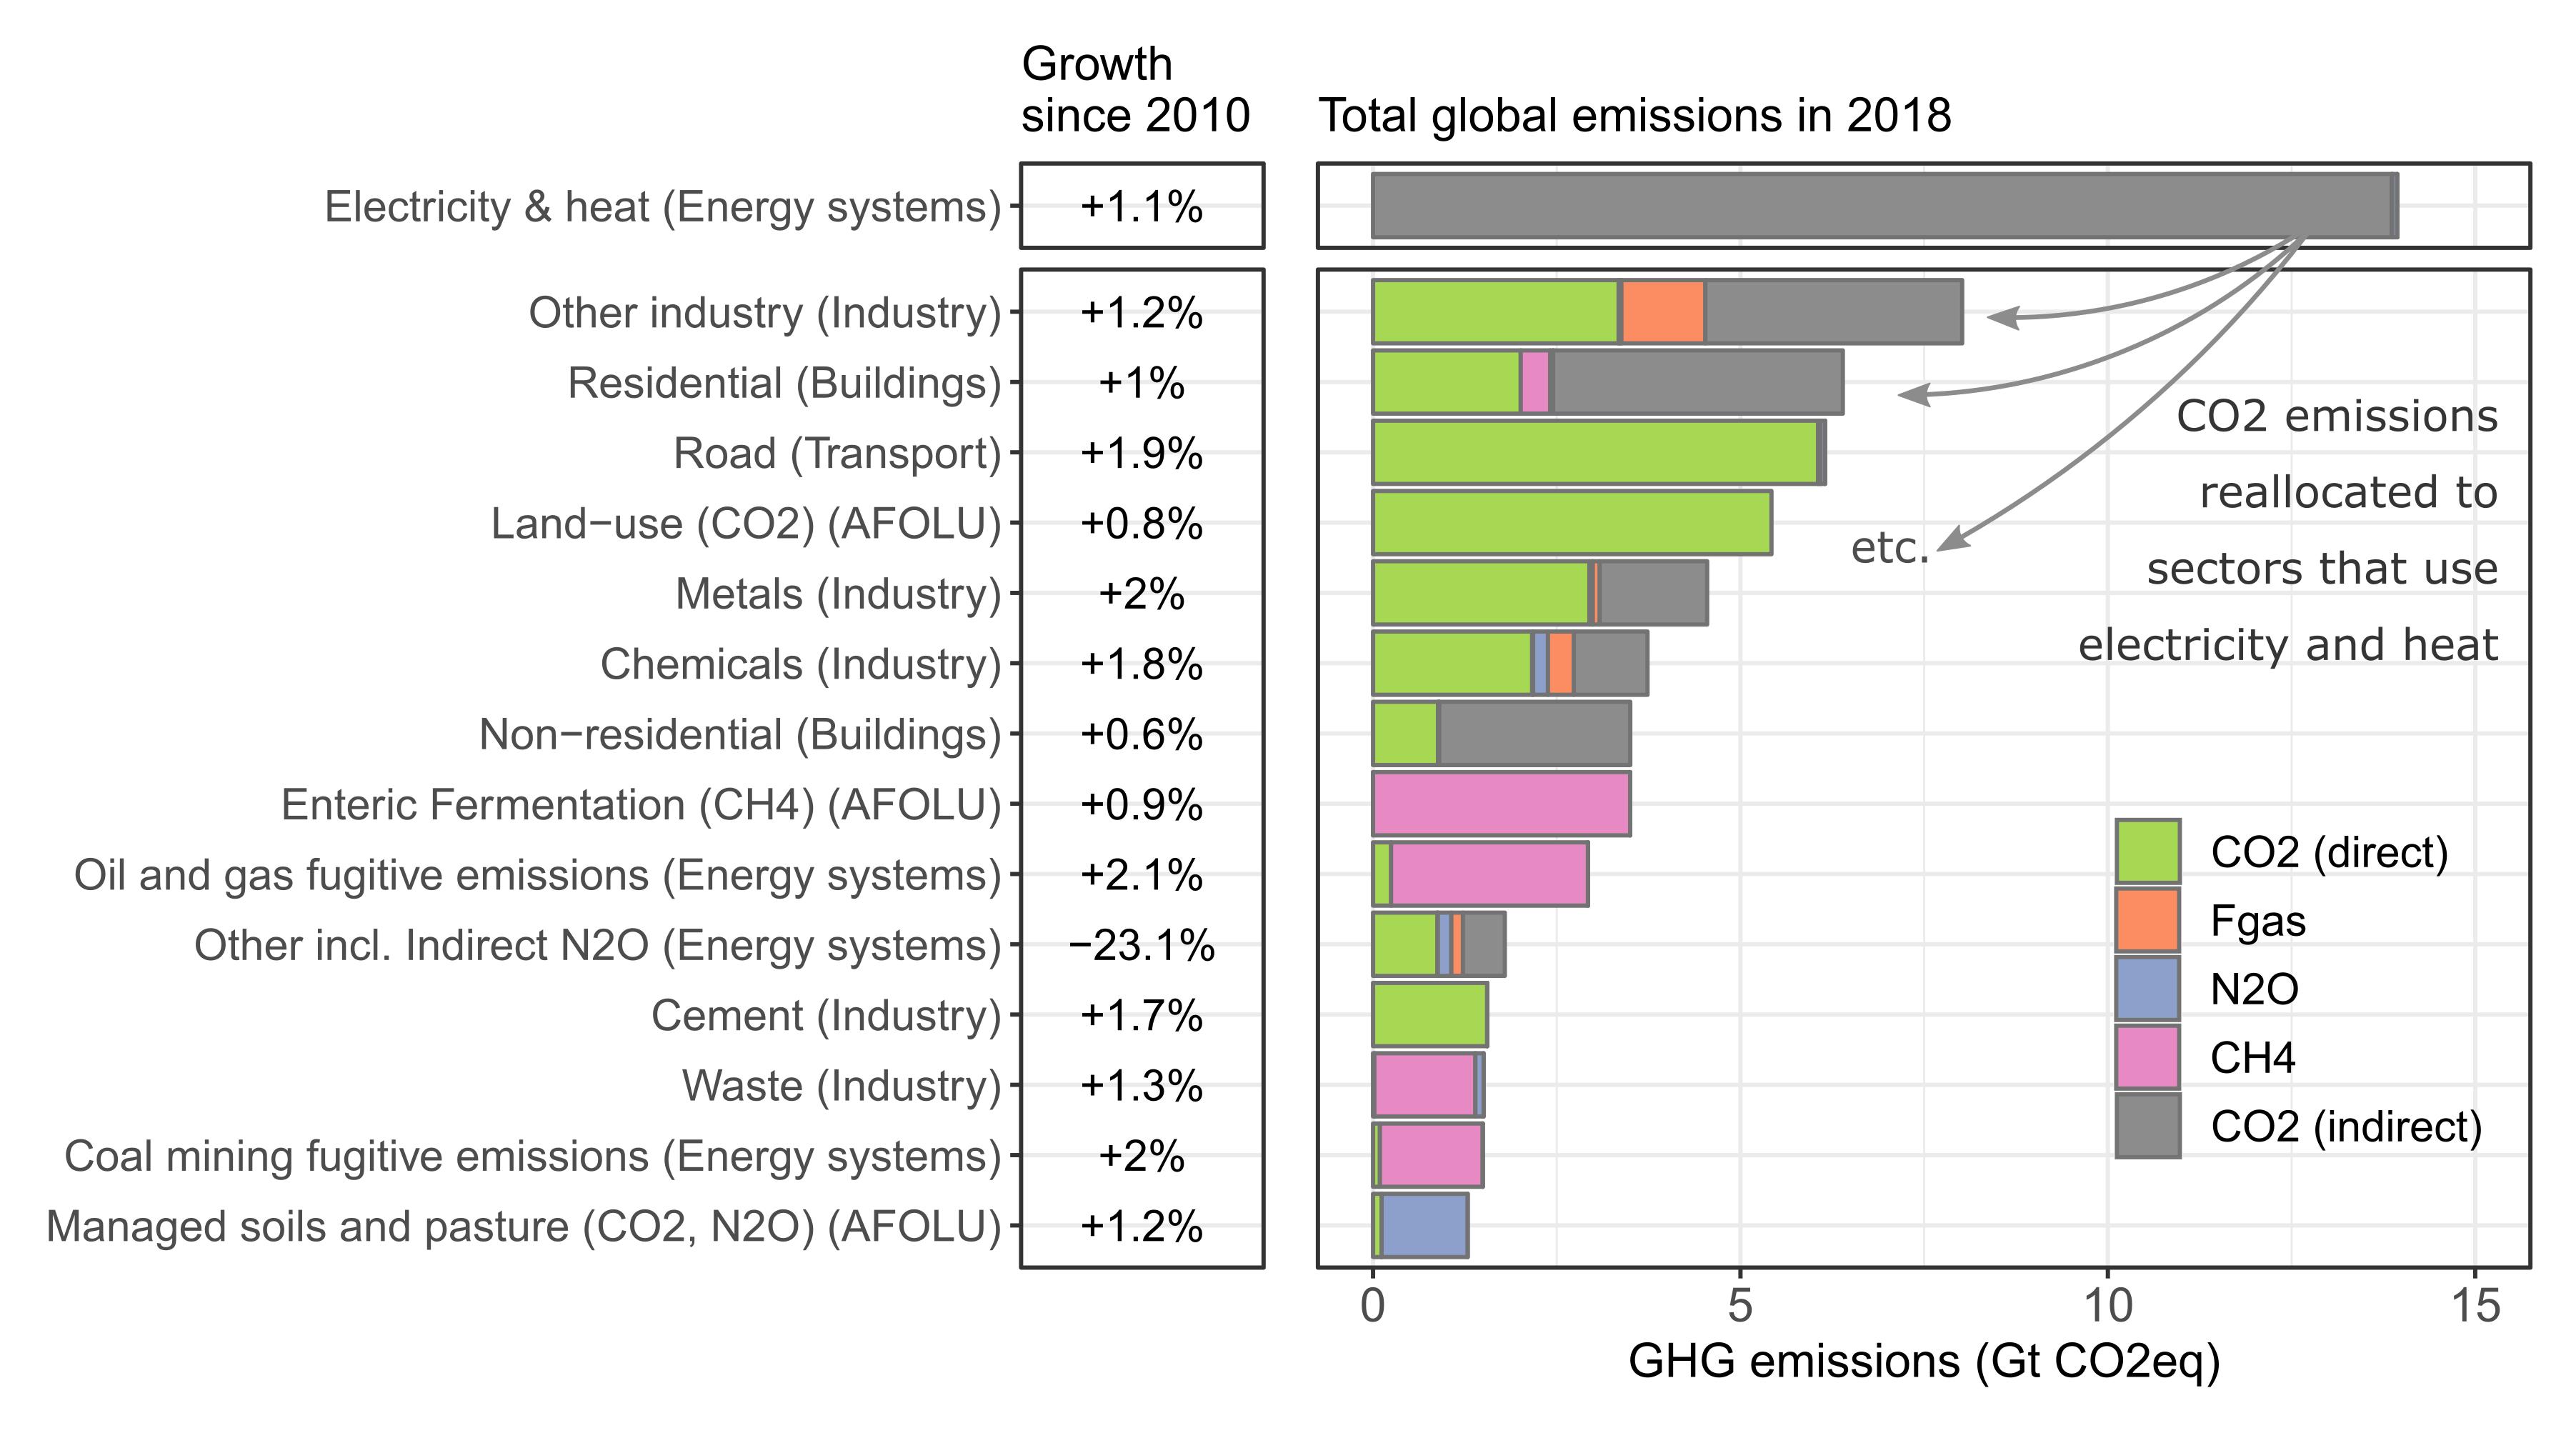 Growth
since 2010
Total global emissions in 2018
Electricity & heat (Energy systems)
+1.1%
Other industry (Industry)
+1.2%
Residential (Buildings)
+1%
Road (Transport)
+1.9%
Land−use (CO2) (AFOLU)
+0.8%
Metals (Industry)
+2%
Chemicals (Industry)
+1.8%
Non−residential (Buildings)
+0.6%
Enteric Fermentation (CH4) (AFOLU)
+0.9%
Oil and gas fugitive emissions (Energy systems)
+2.1%
Other incl. Indirect N2O (Energy systems)
−23.1%
Cement (Industry)
+1.7%
Waste (Industry)
+1.3%
Coal mining fugitive emissions (Energy systems)
+2%
Managed soils and pasture (CO2, N2O) (AFOLU)
+1.2%
CO2 emissions
reallocated to
sectors that use
electricity and heat
etc.
CO2 (direct)
Fgas
N2O
CH4
CO2 (indirect)
0 5 10 15
GHG emissions (Gt CO2eq)